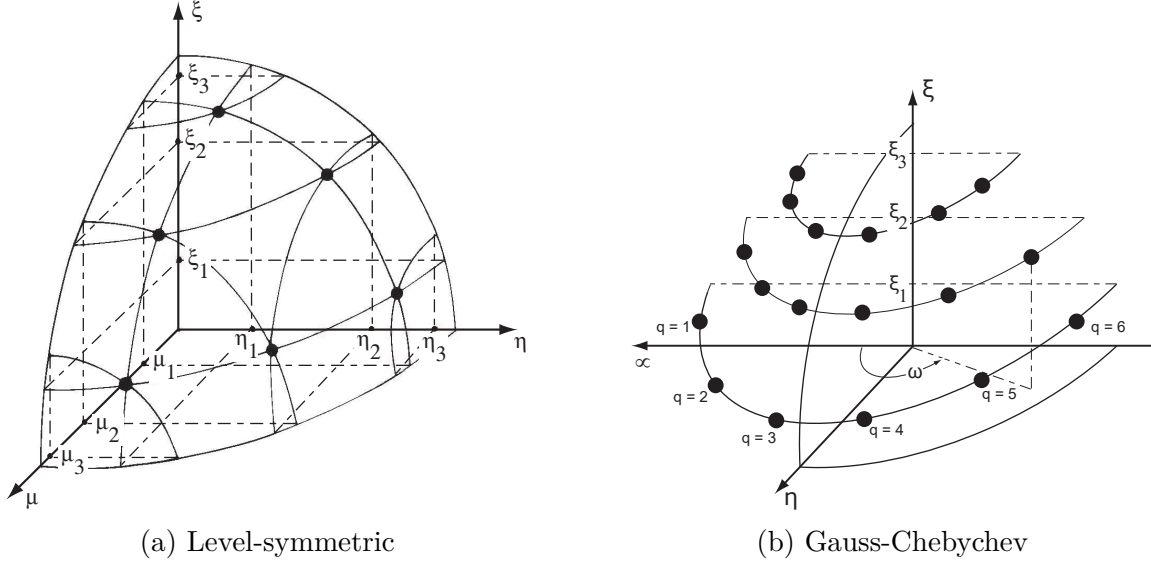 ξ
ξ3
ξ2
ξ1
η1
η2
η3
η
μ1
μ2
μ3
μ
(a) Level-symmetric
ξ
ξ3
ξ2
ξ1
q = 1
q = 6
∝
ω
q = 2
q = 5
q = 3
q = 4
η
(b) Gauss-Chebychev